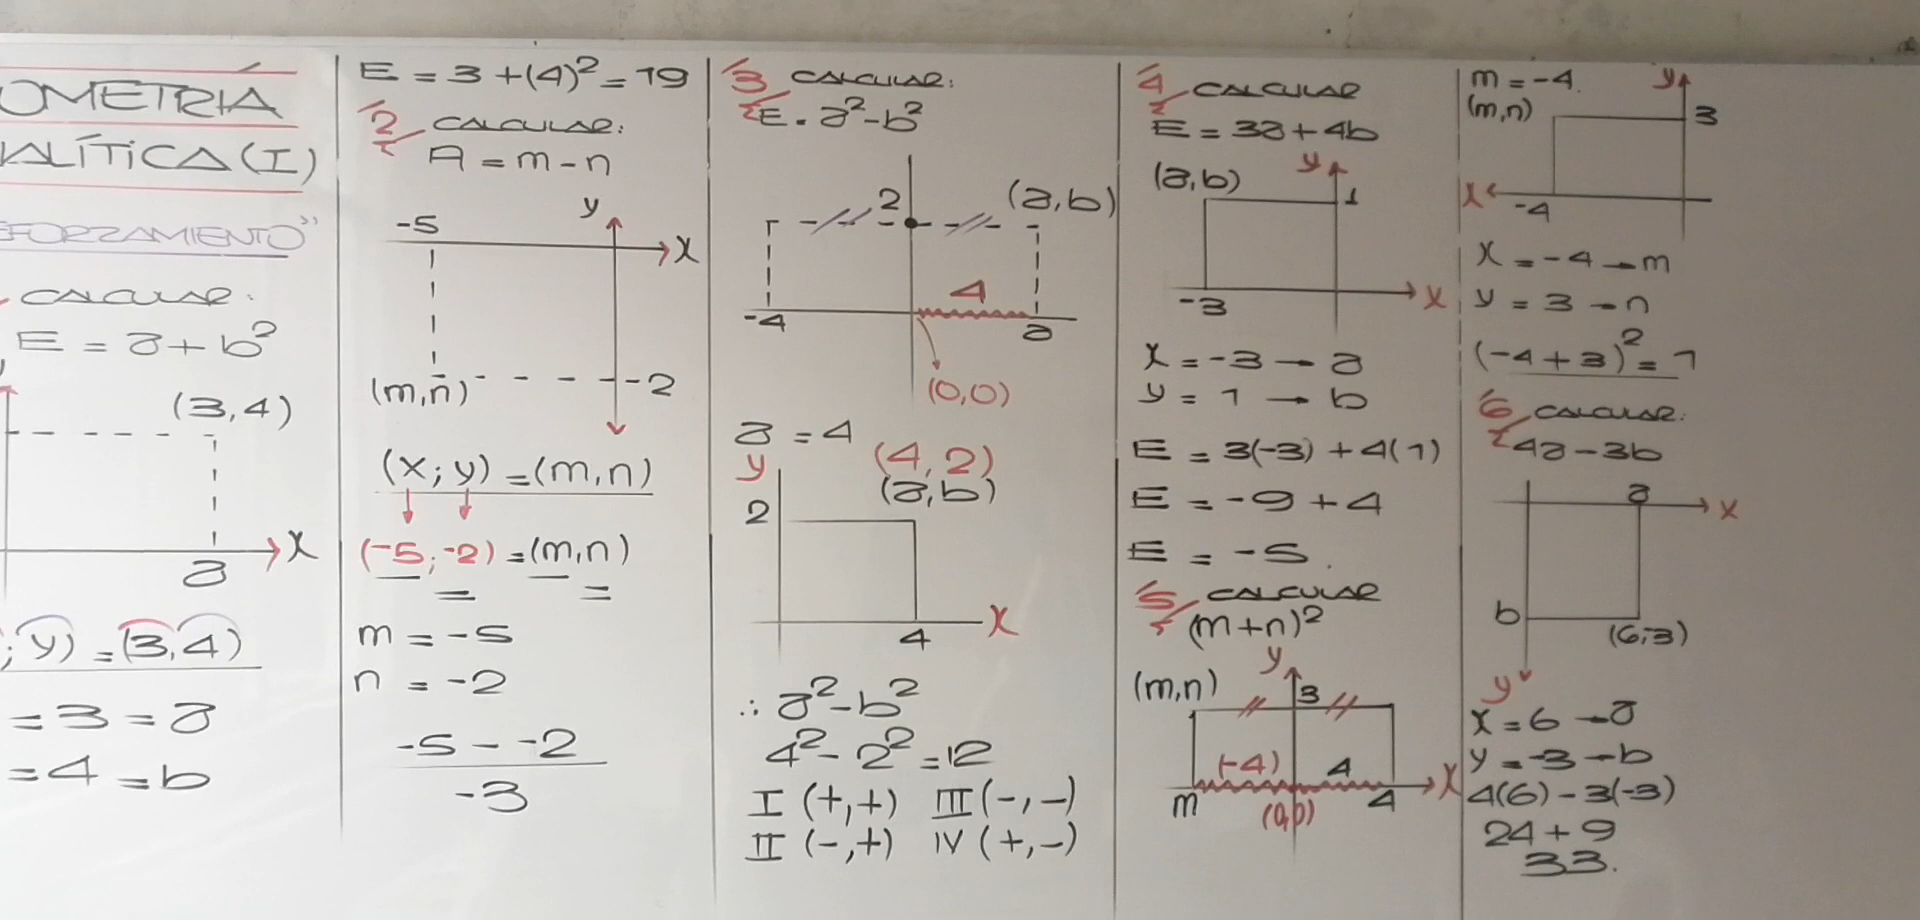 OMETRÍA
ALÍTICA (I)
EFORZAMIENTO"
CALCULAR:
E = a + b²
(3,4)
x
a
; y) = (3,4)
= 3 = a
= 4 = b
E = 3 + (4)² = 19
2 CALCULAR:
A = m - n
y
-5
x
(m,n)
-2
(x; y) = (m,n)
(-5; -2) = (m,n)
m = -5
n = -2
-5 - -2
-3
3 CALCULAR:
E = a² - b²
2
(a,b)
4
-4
a
(0,0)
a = 4
(4,2)
y
(a,b)
2
x
4
∴ a² - b²
4² - 2² = 12
I (+,+) III (-,-)
II (-,+) IV (+,-)
4 CALCULAR
E = 3a + 4b
y
(a,b)
1
-3
x
x = -3 → a
y = 1 → b
E = 3(-3) + 4(1)
E = -9 + 4
E = -5.
5 CALCULAR
(m+n)²
y
(m,n)
3
(-4)
4
x
m
(0,0)
4
m = -4.
y
(m,n)
3
x
-4
x = -4 → m
y = 3 → n
(-4 + 3)² = 1
6 CALCULAR:
4a - 3b
a
x
b
(6;3)
y
x = 6 → a
y = -3 → b
4(6) - 3(-3)
24 + 9
33.